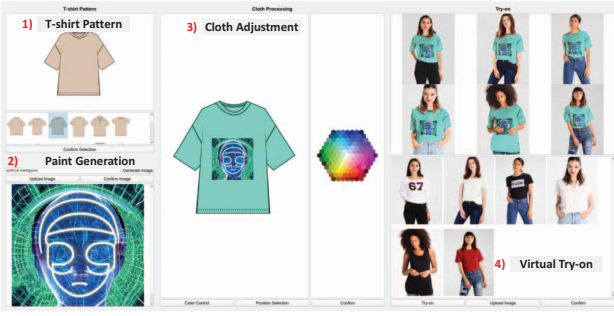 T-shirt Pattern
1) T-shirt Pattern
Confirm Selection
2) Paint Generation
artificial intelligence
Generate Image
Upload Image
Confirm Image
Cloth Processing
3) Cloth Adjustment
Color Control
Position Selection
Confirm
Try-on
67
4) Virtual Try-on
Try-on
Upload Image
Confirm